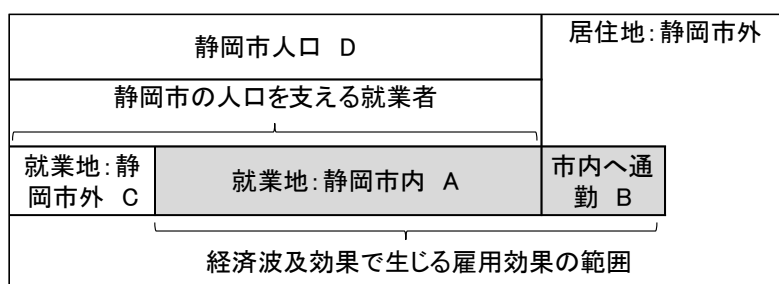 静岡市人口 D
居住地:静岡市外
静岡市の人口を支える就業者
就業地:静
岡市外 C
就業地:静岡市内 A
市内へ通
勤 B
経済波及効果で生じる雇用効果の範囲